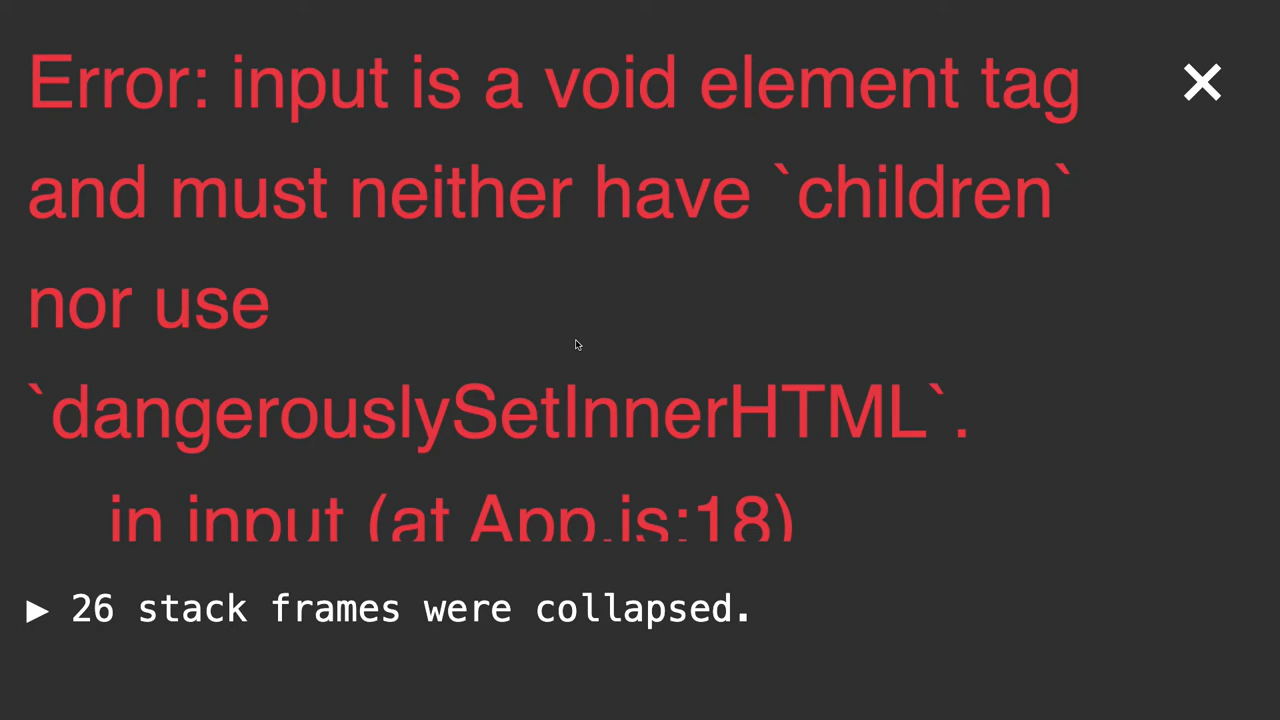 Error: input is a void element tag
and must neither have `children`
nor use
`dangerouslySetInnerHTML`.
in input (at App.js:18)
▶ 26 stack frames were collapsed.